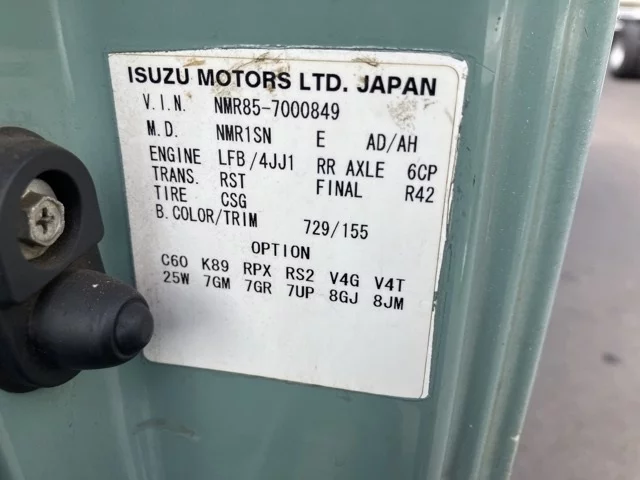 ISUZU MOTORS LTD. JAPAN
V.I.N. NMR85-7000849
M.D. NMR1SN E AD/AH
ENGINE LFB/4JJ1 RR AXLE 6CP
TRANS. RST FINAL R42
TIRE CSG
B.COLOR/TRIM 729/155
OPTION
C60 K89 RPX RS2 V4G V4T
25W 7GM 7GR 7UP 8GJ 8JM